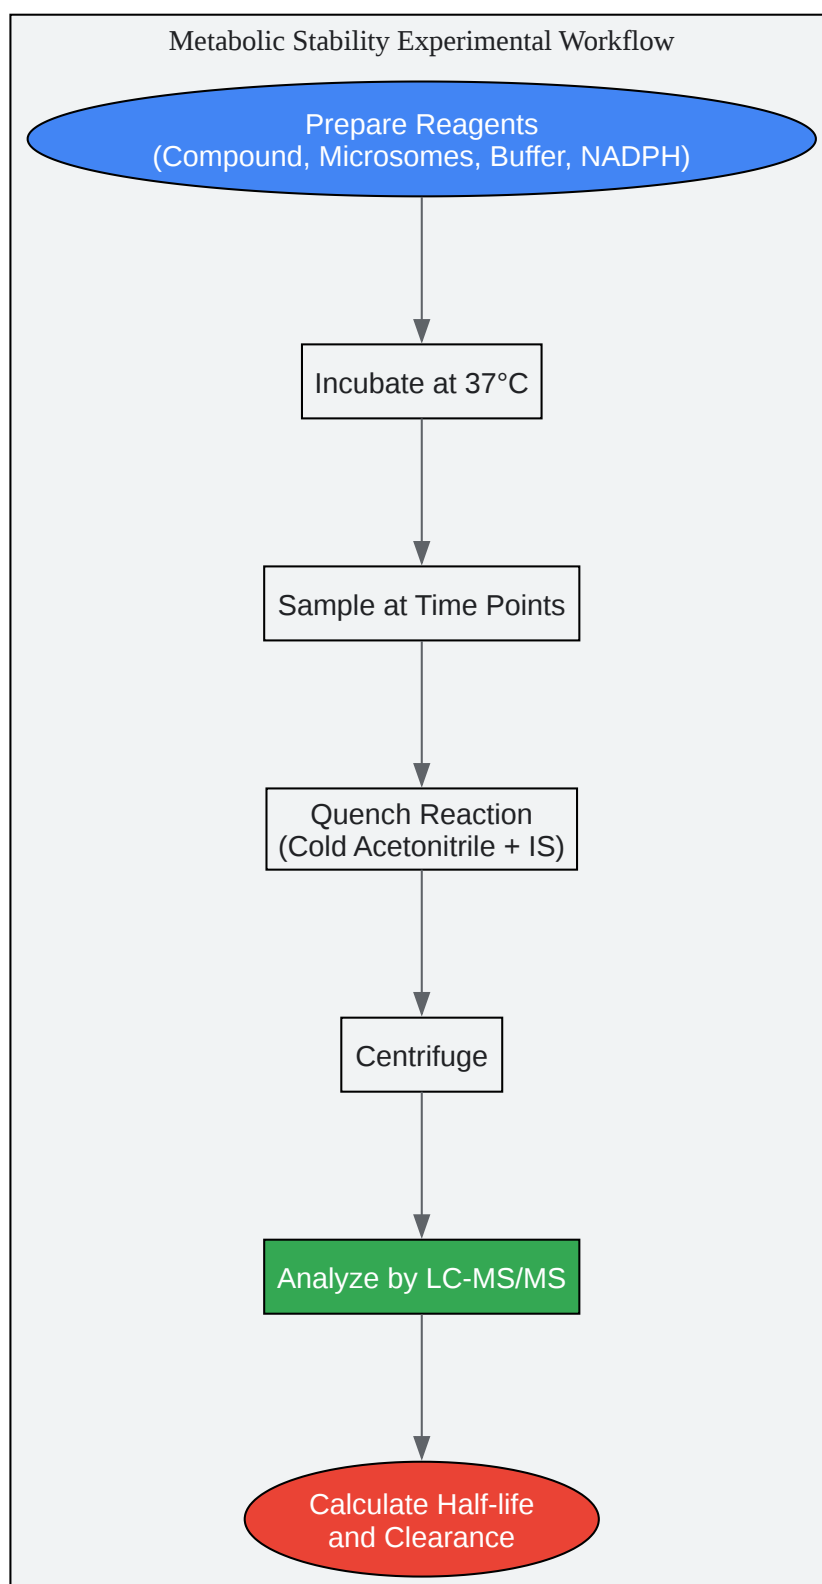 Metabolic Stability Experimental Workflow
Prepare Reagents
(Compound, Microsomes, Buffer, NADPH)
Incubate at 37°C
Sample at Time Points
Quench Reaction
(Cold Acetonitrile + IS)
Centrifuge
Analyze by LC-MS/MS
Calculate Half-life
and Clearance